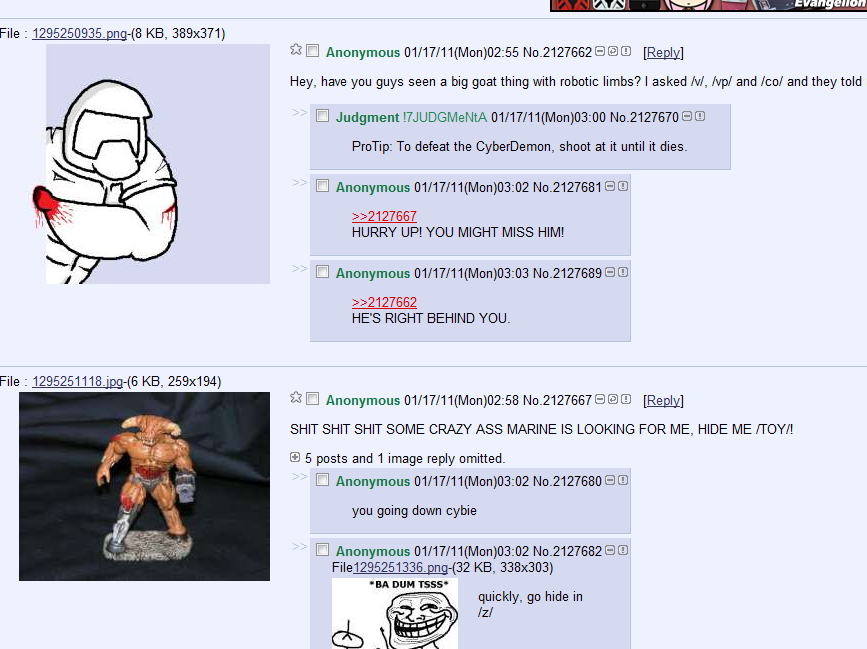 Evangelion
File : 1295250935.png-(8 KB, 389x371)
Anonymous 01/17/11(Mon)02:55 No.2127662 [Reply]
Hey, have you guys seen a big goat thing with robotic limbs? I asked /v/, /vp/ and /co/ and they told
>> Judgment !7JUDGMeNtA 01/17/11(Mon)03:00 No.2127670
ProTip: To defeat the CyberDemon, shoot at it until it dies.
>> Anonymous 01/17/11(Mon)03:02 No.2127681
>>2127667
HURRY UP! YOU MIGHT MISS HIM!
>> Anonymous 01/17/11(Mon)03:03 No.2127689
>>2127662
HE'S RIGHT BEHIND YOU.
File : 1295251118.jpg-(6 KB, 259x194)
Anonymous 01/17/11(Mon)02:58 No.2127667 [Reply]
SHIT SHIT SHIT SOME CRAZY ASS MARINE IS LOOKING FOR ME, HIDE ME /TOY/!
5 posts and 1 image reply omitted.
>> Anonymous 01/17/11(Mon)03:02 No.2127680
you going down cybie
>> Anonymous 01/17/11(Mon)03:02 No.2127682
File1295251336.png-(32 KB, 338x303)
*BA DUM TSSS*
quickly, go hide in
/z/